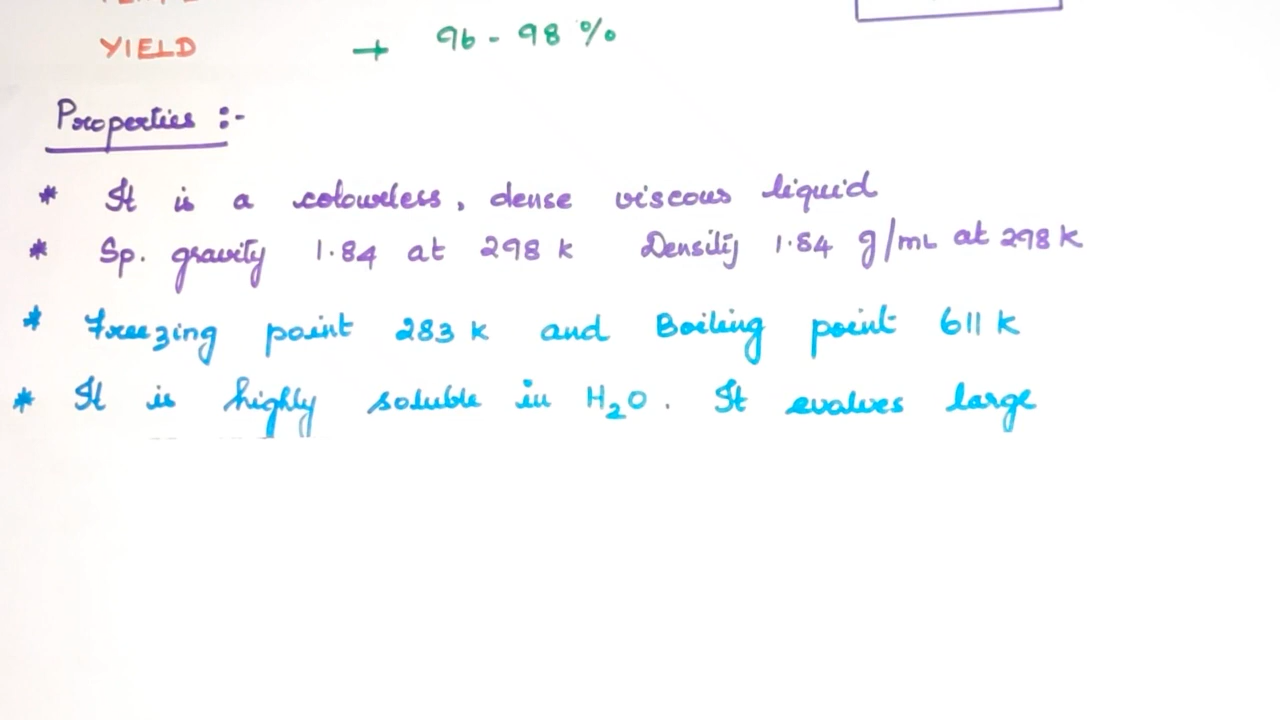 YIELD → 96 - 98 %
Properties :-
* It is a colourless, dense viscous liquid
* Sp. gravity 1.84 at 298 K Density 1.84 g/mL at 298 K
* Freezing point 283 K and Boiling point 611 K
* It is highly soluble in H₂O. It evolves large